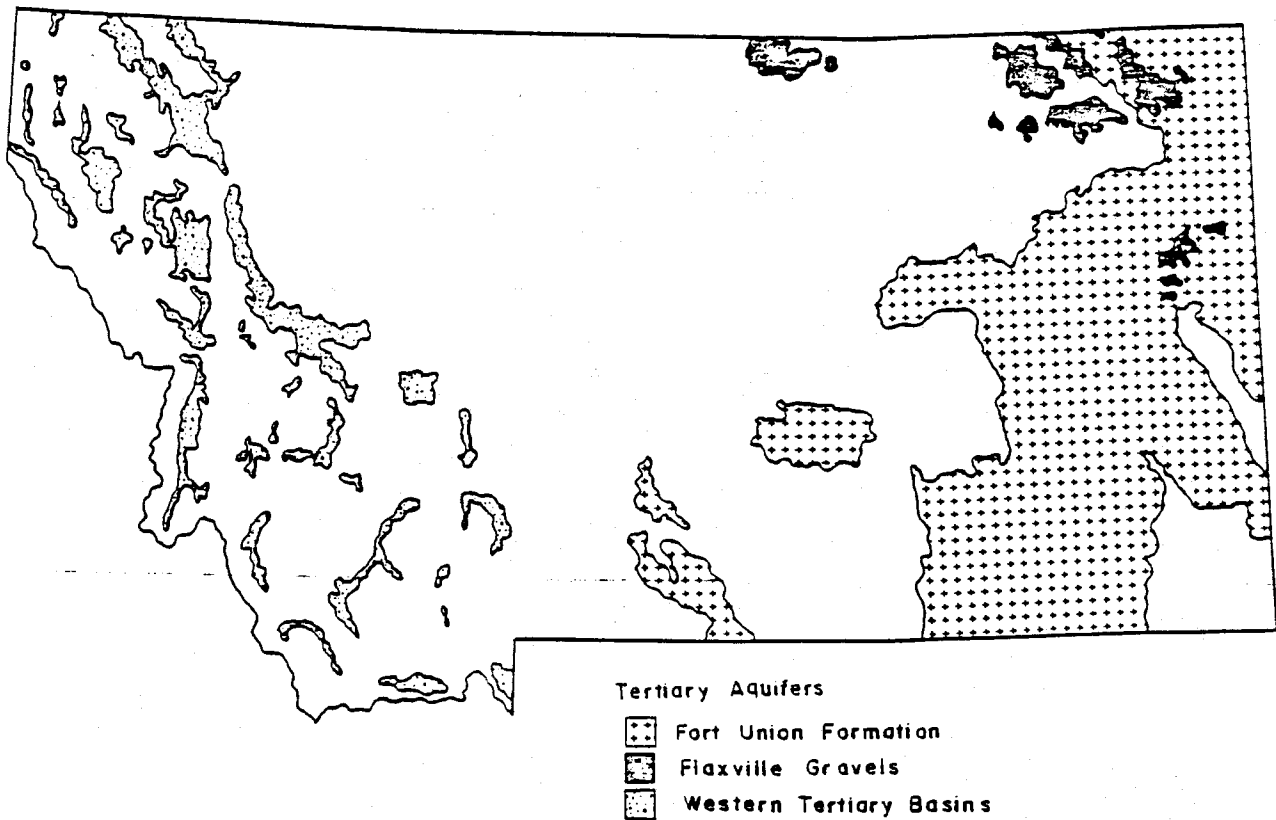 Tertiary Aquifers
Fort Union Formation
Flaxville Gravels
Western Tertiary Basins